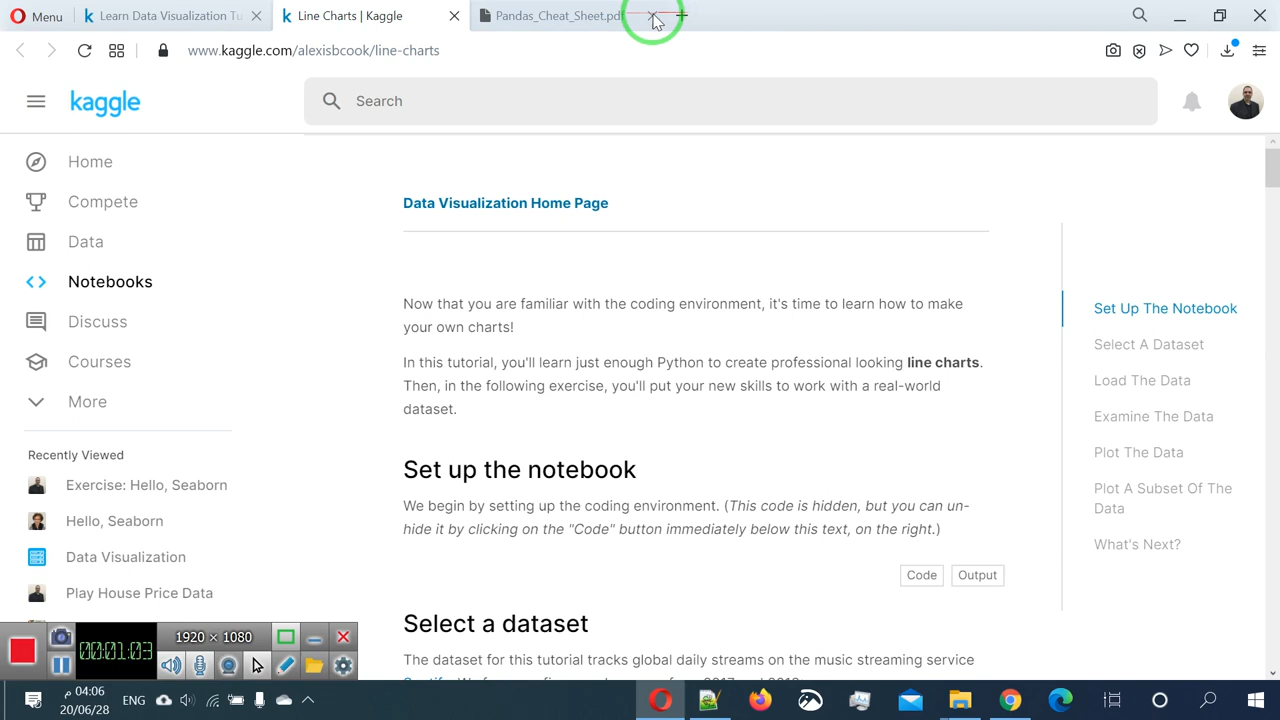 Menu
Learn Data Visualization Tu
Line Charts | Kaggle
Pandas_Cheat_Sheet.pdf
www.kaggle.com/alexisbcook/line-charts
kaggle
Search
Home
Compete
Data
Notebooks
Discuss
Courses
More
Recently Viewed
Exercise: Hello, Seaborn
Hello, Seaborn
Data Visualization
Play House Price Data
Data Visualization Home Page
Now that you are familiar with the coding environment, it's time to learn how to make
your own charts!
In this tutorial, you'll learn just enough Python to create professional looking line charts.
Then, in the following exercise, you'll put your new skills to work with a real-world
dataset.
Set up the notebook
We begin by setting up the coding environment. (This code is hidden, but you can un-
hide it by clicking on the "Code" button immediately below this text, on the right.)
Code
Output
Select a dataset
The dataset for this tutorial tracks global daily streams on the music streaming service
Set Up The Notebook
Select A Dataset
Load The Data
Examine The Data
Plot The Data
Plot A Subset Of The
Data
What's Next?
00:01:03
1920 × 1080
04:06 م
20/06/28
ENG